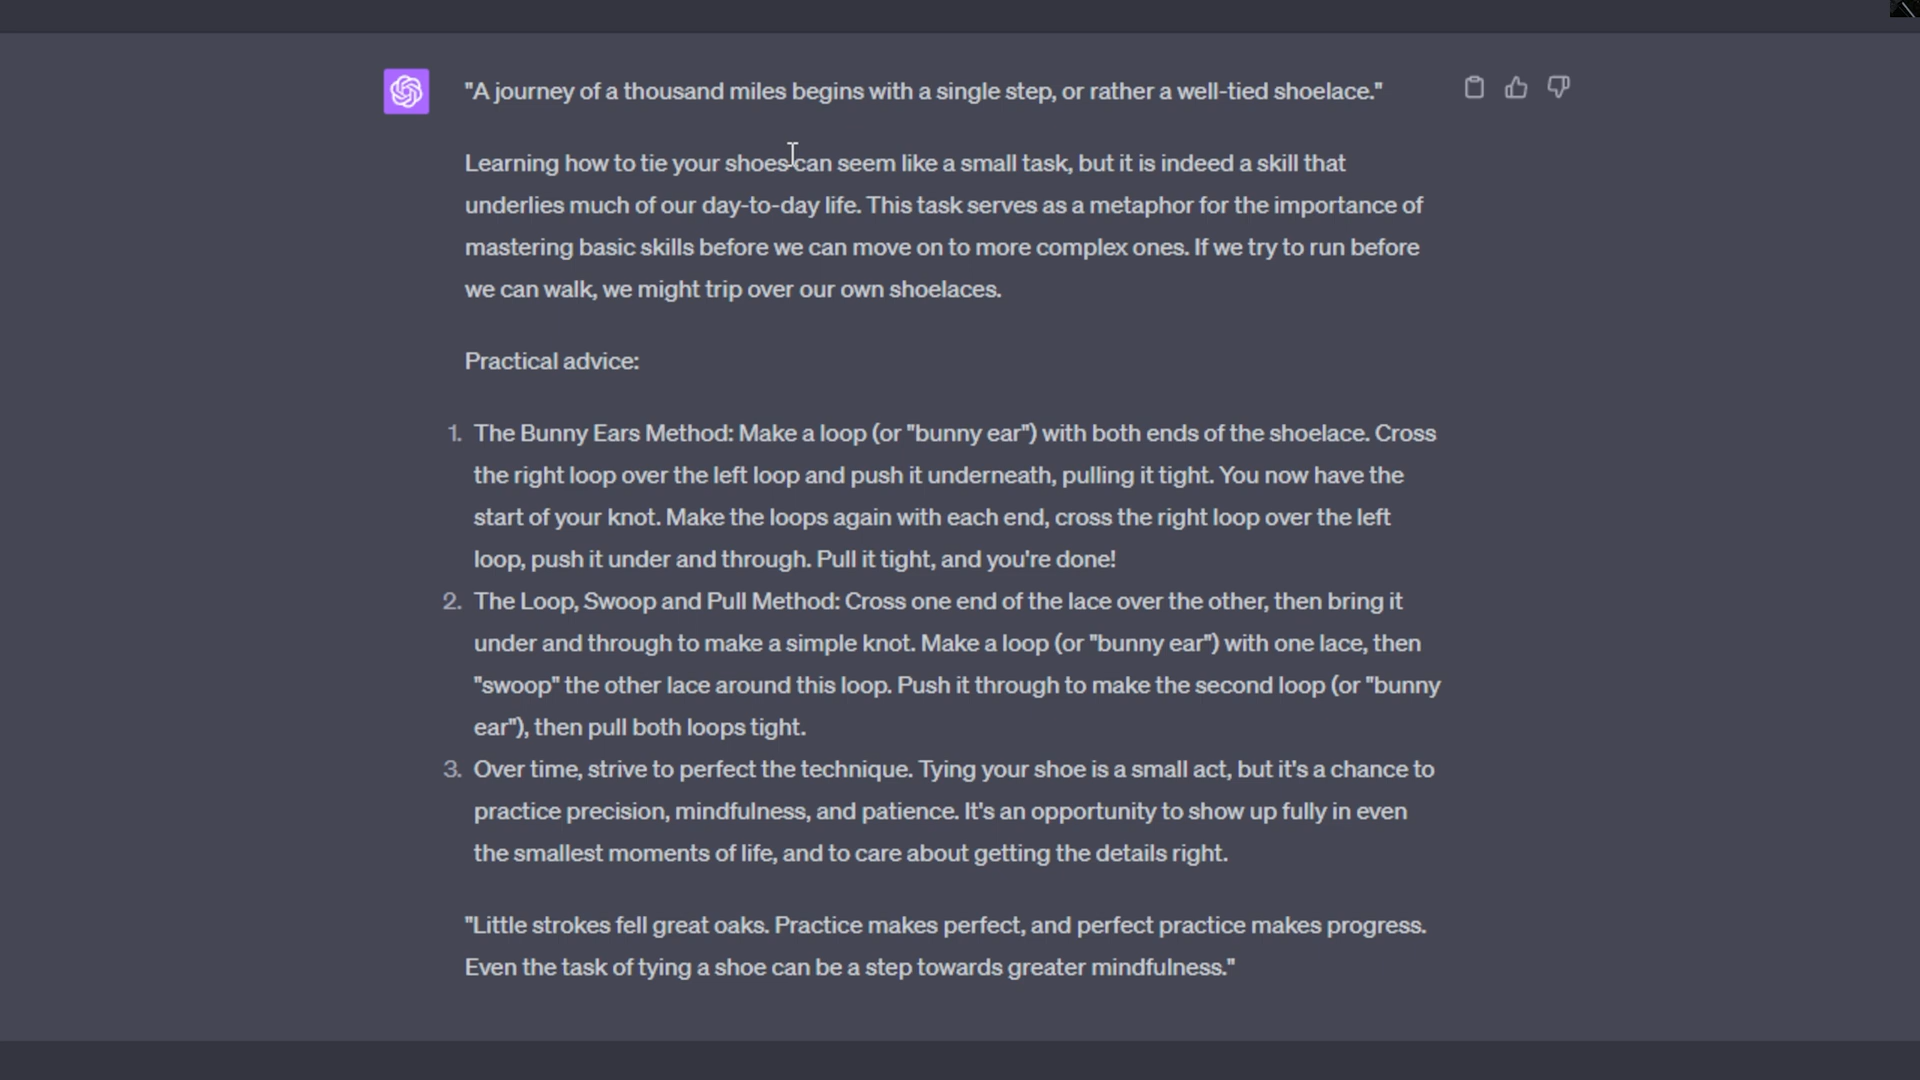 "A journey of a thousand miles begins with a single step, or rather a well-tied shoelace."
Learning how to tie your shoes can seem like a small task, but it is indeed a skill that
underlies much of our day-to-day life. This task serves as a metaphor for the importance of
mastering basic skills before we can move on to more complex ones. If we try to run before
we can walk, we might trip over our own shoelaces.
Practical advice:
1. The Bunny Ears Method: Make a loop (or "bunny ear") with both ends of the shoelace. Cross
the right loop over the left loop and push it underneath, pulling it tight. You now have the
start of your knot. Make the loops again with each end, cross the right loop over the left
loop, push it under and through. Pull it tight, and you're done!
2. The Loop, Swoop and Pull Method: Cross one end of the lace over the other, then bring it
under and through to make a simple knot. Make a loop (or "bunny ear") with one lace, then
"swoop" the other lace around this loop. Push it through to make the second loop (or "bunny
ear"), then pull both loops tight.
3. Over time, strive to perfect the technique. Tying your shoe is a small act, but it's a chance to
practice precision, mindfulness, and patience. It's an opportunity to show up fully in even
the smallest moments of life, and to care about getting the details right.
"Little strokes fell great oaks. Practice makes perfect, and perfect practice makes progress.
Even the task of tying a shoe can be a step towards greater mindfulness."